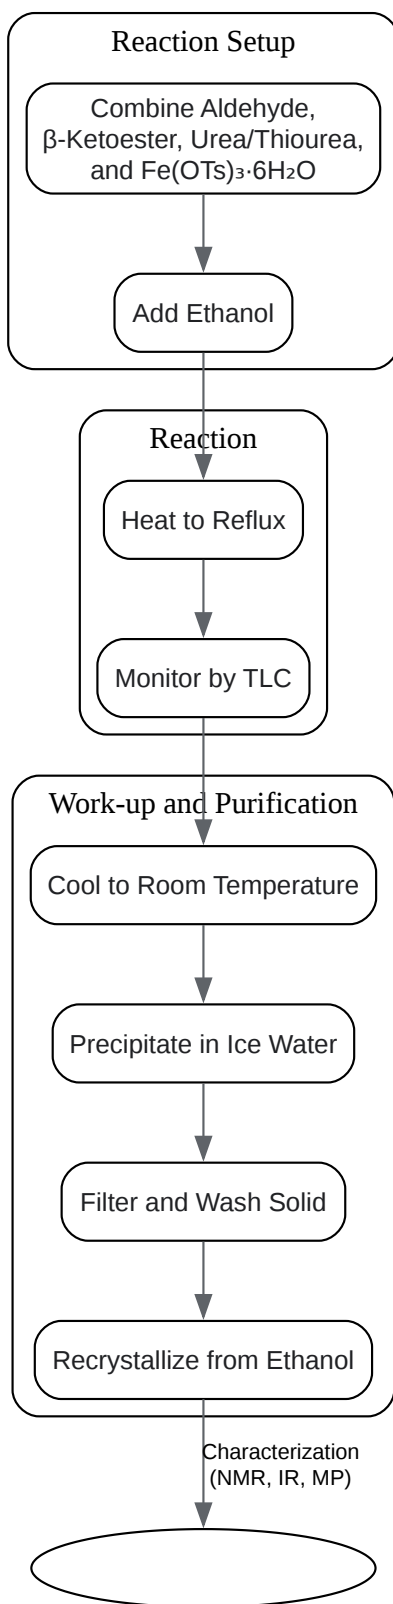 Reaction Setup
Combine Aldehyde,
β-Ketoester, Urea/Thiourea,
and Fe(OTs)₃·6H₂O
Add Ethanol
Reaction
Heat to Reflux
Monitor by TLC
Work-up and Purification
Cool to Room Temperature
Precipitate in Ice Water
Filter and Wash Solid
Recrystallize from Ethanol
Characterization
(NMR, IR, MP)